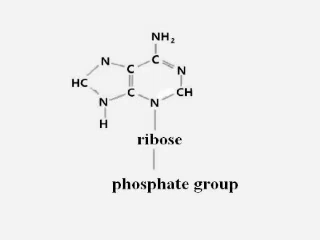 NH2
N C C N
HC C CH
N N
H
ribose
phosphate group